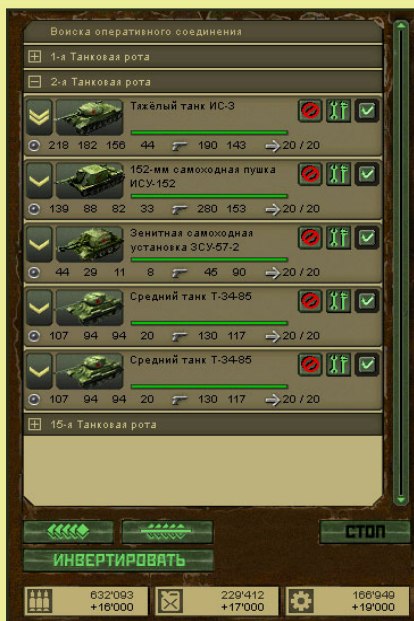 Воиска оперативного соединения
1-я Танковая рота
2-я Танковая рота
Тяжёлый танк ИС-3
218 182 156 44 190 143 20 / 20
152-мм самоходная пушка
ИСУ-152
139 88 82 33 280 153 20 / 20
Зенитная самоходная
установка ЗСУ-57-2
44 29 11 8 45 90 20 / 20
Средний танк Т-34-85
107 94 94 20 130 117 20 / 20
Средний танк Т-34-85
107 94 94 20 130 117 20 / 20
15-я Танковая рота
СТОП
ИНВЕРТИРОВАТЬ
632'093 229'412 166'949
+16'000 +17'000 +19'000